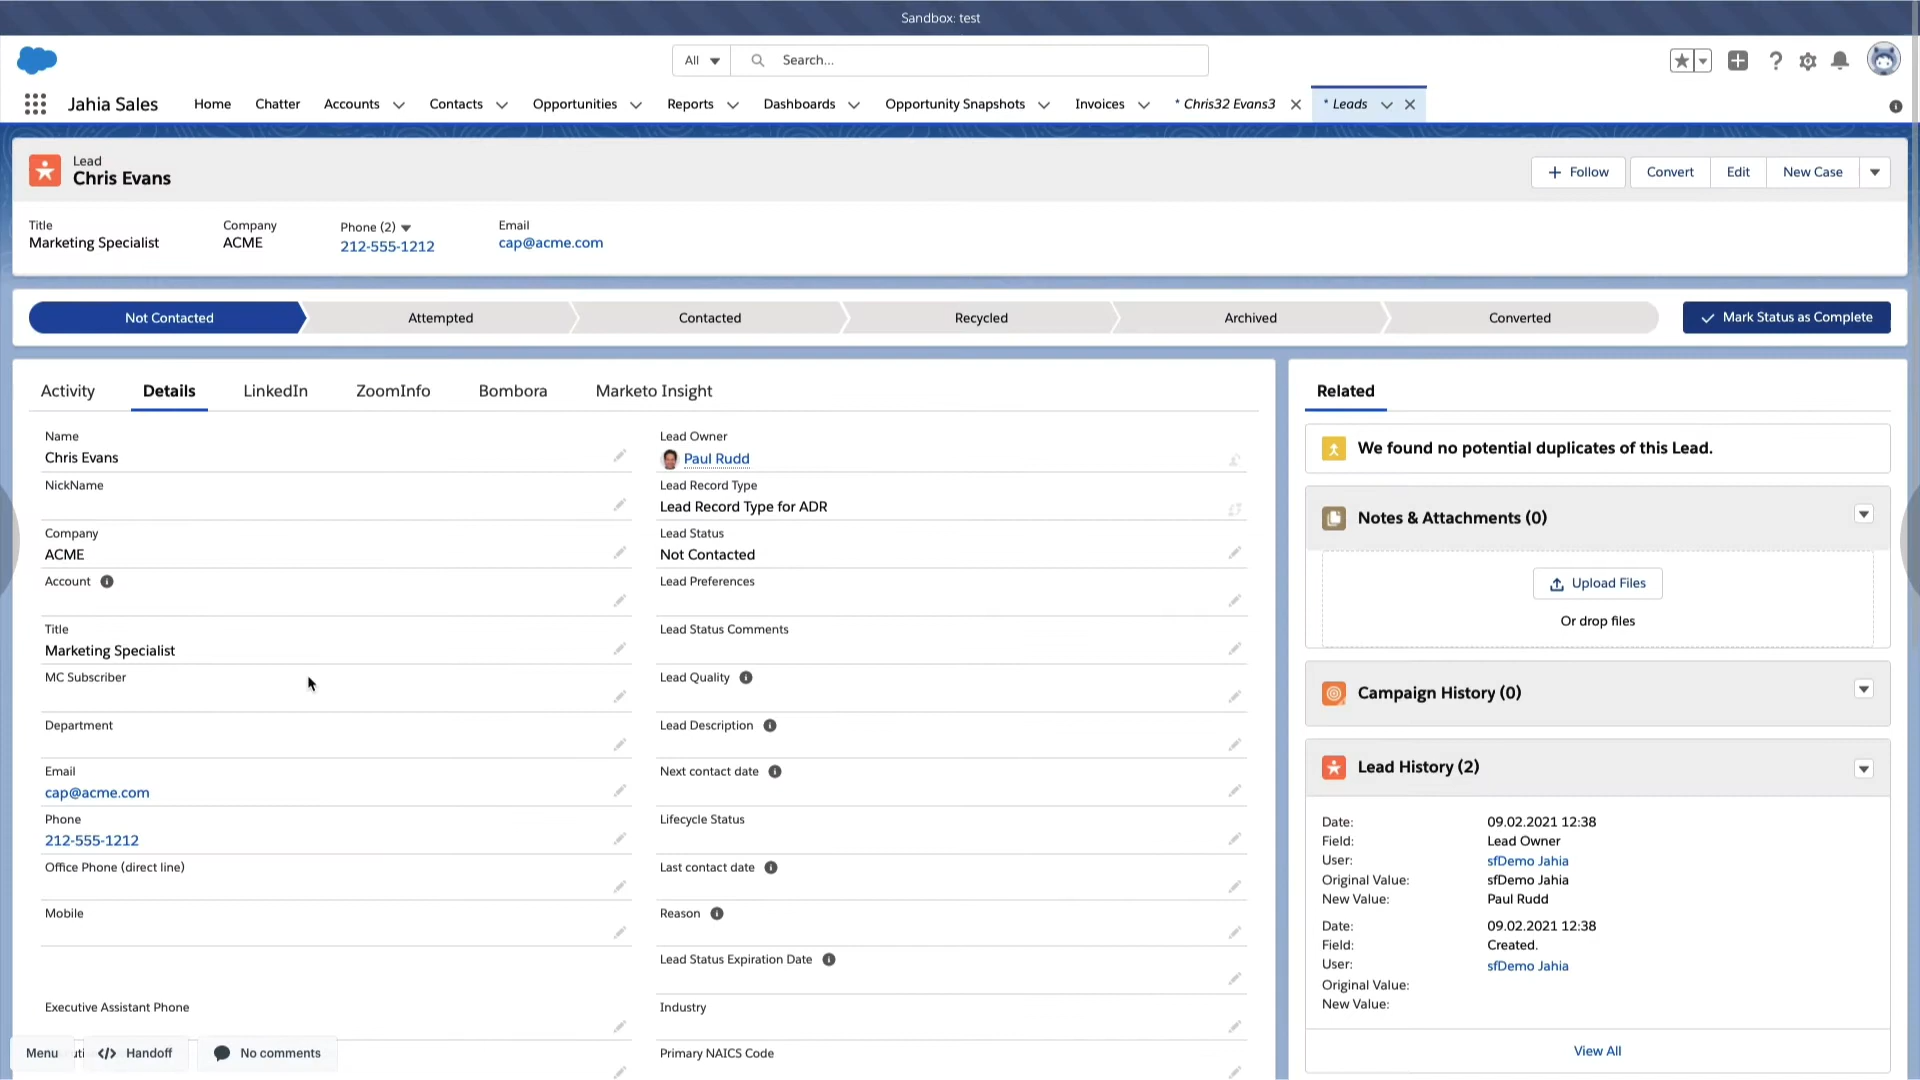 Sandbox: test
All
Search...
Jahia Sales
Home
Chatter
Accounts
Contacts
Opportunities
Reports
Dashboards
Opportunity Snapshots
Invoices
* Chris32 Evans3
* Leads
Lead
Chris Evans
Follow
Convert
Edit
New Case
Title
Marketing Specialist
Company
ACME
Phone (2)
212-555-1212
Email
cap@acme.com
Not Contacted
Attempted
Contacted
Recycled
Archived
Converted
Mark Status as Complete
Activity
Details
LinkedIn
ZoomInfo
Bombora
Marketo Insight
Name
Chris Evans
NickName
Company
ACME
Account
Title
Marketing Specialist
MC Subscriber
Department
Email
cap@acme.com
Phone
212-555-1212
Office Phone (direct line)
Mobile
Executive Assistant Phone
Lead Owner
Paul Rudd
Lead Record Type
Lead Record Type for ADR
Lead Status
Not Contacted
Lead Preferences
Lead Status Comments
Lead Quality
Lead Description
Next contact date
Lifecycle Status
Last contact date
Reason
Lead Status Expiration Date
Industry
Primary NAICS Code
Related
We found no potential duplicates of this Lead.
Notes & Attachments (0)
Upload Files
Or drop files
Campaign History (0)
Lead History (2)
Date: 09.02.2021 12:38
Field: Lead Owner
User: sfDemo Jahia
Original Value: sfDemo Jahia
New Value: Paul Rudd
Date: 09.02.2021 12:38
Field: Created.
User: sfDemo Jahia
Original Value:
New Value:
View All
Menu
Handoff
No comments